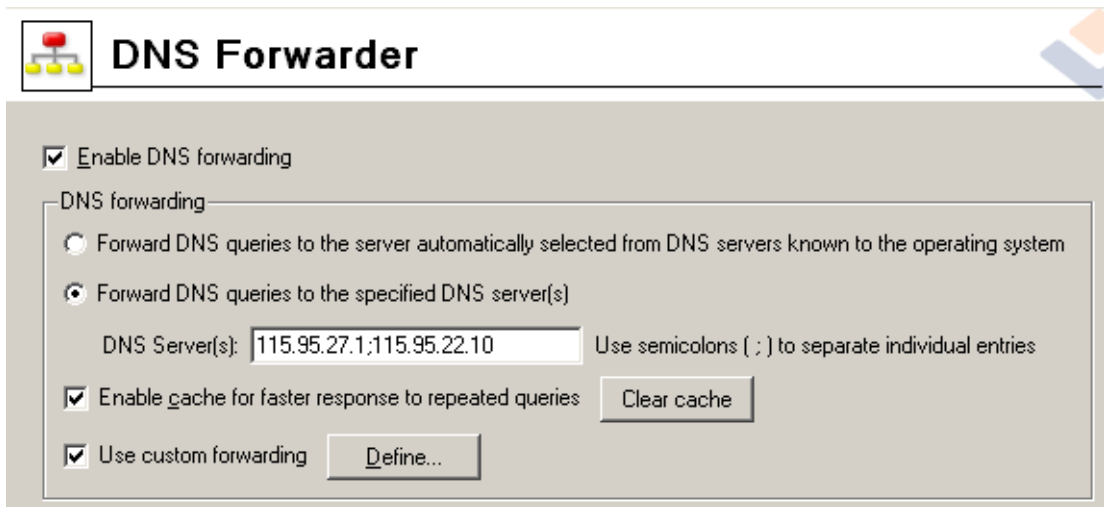 DNS Forwarder
Enable DNS forwarding
DNS forwarding
Forward DNS queries to the server automatically selected from DNS servers known to the operating system
Forward DNS queries to the specified DNS server(s)
DNS Server(s): 115.95.27.1;115.95.22.10 Use semicolons ( ; ) to separate individual entries
Enable cache for faster response to repeated queries Clear cache
Use custom forwarding Define...